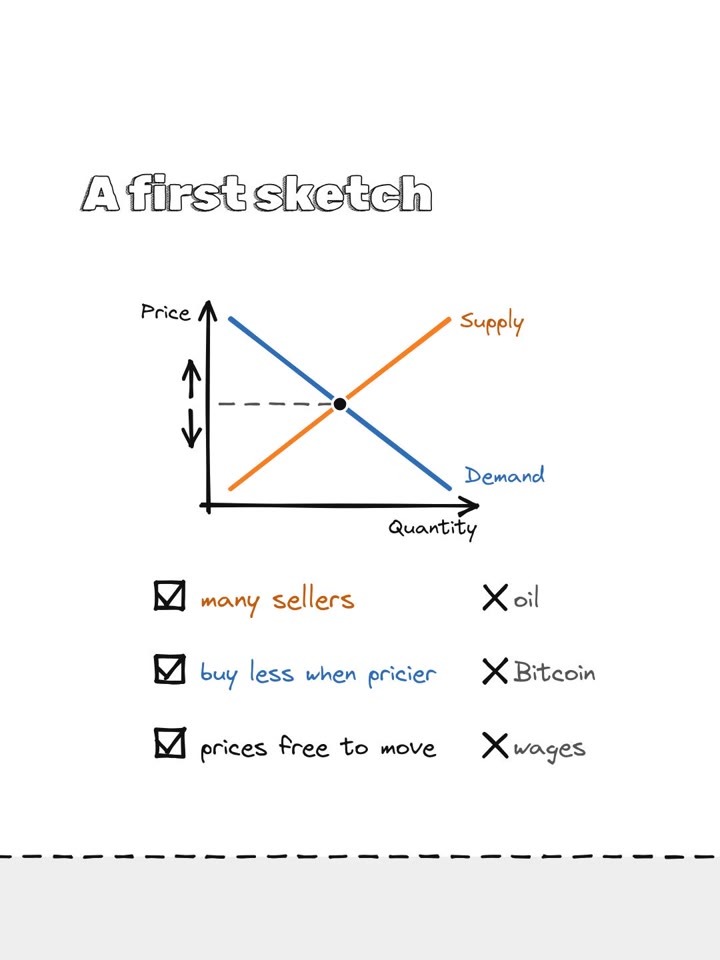 A first sketch
Price
Supply
Demand
Quantity
many sellers
oil
buy less when pricier
Bitcoin
prices free to move
wages